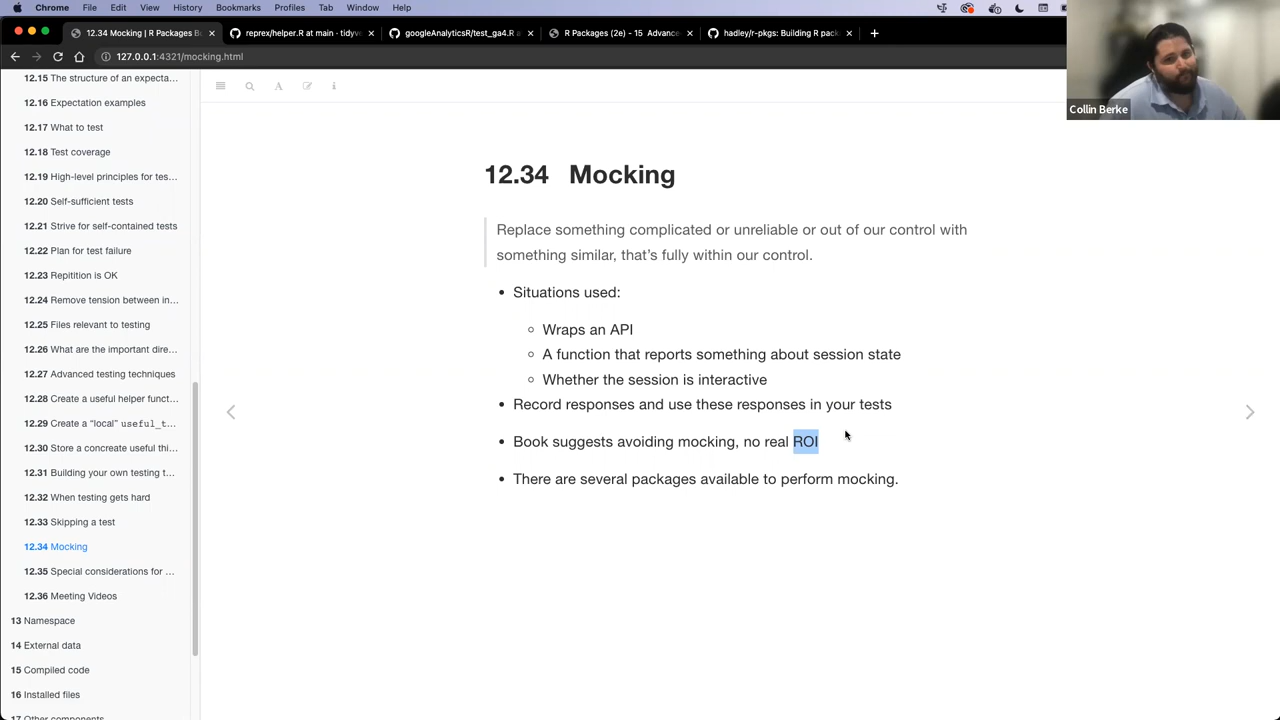 Chrome File Edit View History Bookmarks Profiles Tab Window Help
12.34 Mocking | R Packages B
reprex/helper.R at main · tidyve
googleAnalyticsR/test_ga4.R a
R Packages (2e) - 15 Advance
hadley/r-pkgs: Building R pack
127.0.0.1:4321/mocking.html
Collin Berke
12.15 The structure of an expecta...
12.16 Expectation examples
12.17 What to test
12.18 Test coverage
12.19 High-level principles for tes...
12.20 Self-sufficient tests
12.21 Strive for self-contained tests
12.22 Plan for test failure
12.23 Repitition is OK
12.24 Remove tension between in...
12.25 Files relevant to testing
12.26 What are the important dire...
12.27 Advanced testing techniques
12.28 Create a useful helper funct...
12.29 Create a “local” useful_t...
12.30 Store a concreate useful thi...
12.31 Building your own testing t...
12.32 When testing gets hard
12.33 Skipping a test
12.34 Mocking
12.35 Special considerations for ...
12.36 Meeting Videos
13 Namespace
14 External data
15 Compiled code
16 Installed files
17 Other components
12.34 Mocking
Replace something complicated or unreliable or out of our control with
something similar, that’s fully within our control.
• Situations used:
◦ Wraps an API
◦ A function that reports something about session state
◦ Whether the session is interactive
• Record responses and use these responses in your tests
• Book suggests avoiding mocking, no real ROI
• There are several packages available to perform mocking.